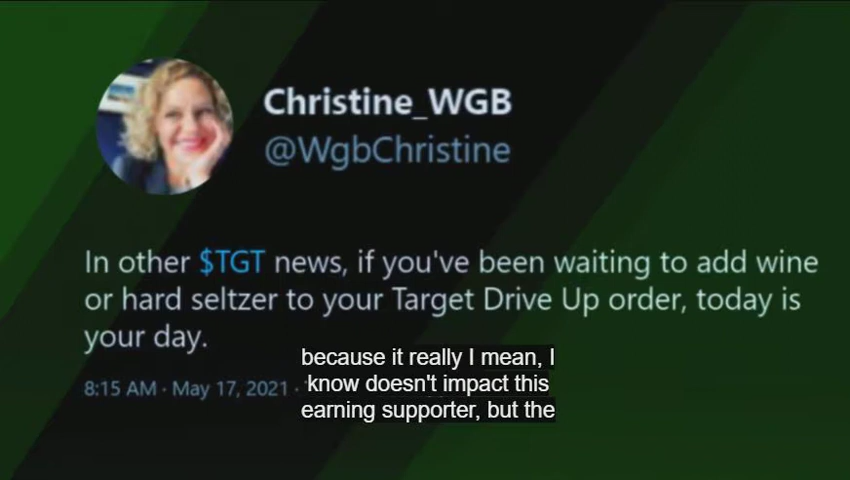 Christine_WGB
@WgbChristine
In other $TGT news, if you've been waiting to add wine
or hard seltzer to your Target Drive Up order, today is
your day.
8:15 AM · May 17, 2021 ·
because it really I mean, I
know doesn't impact this
earning supporter, but the